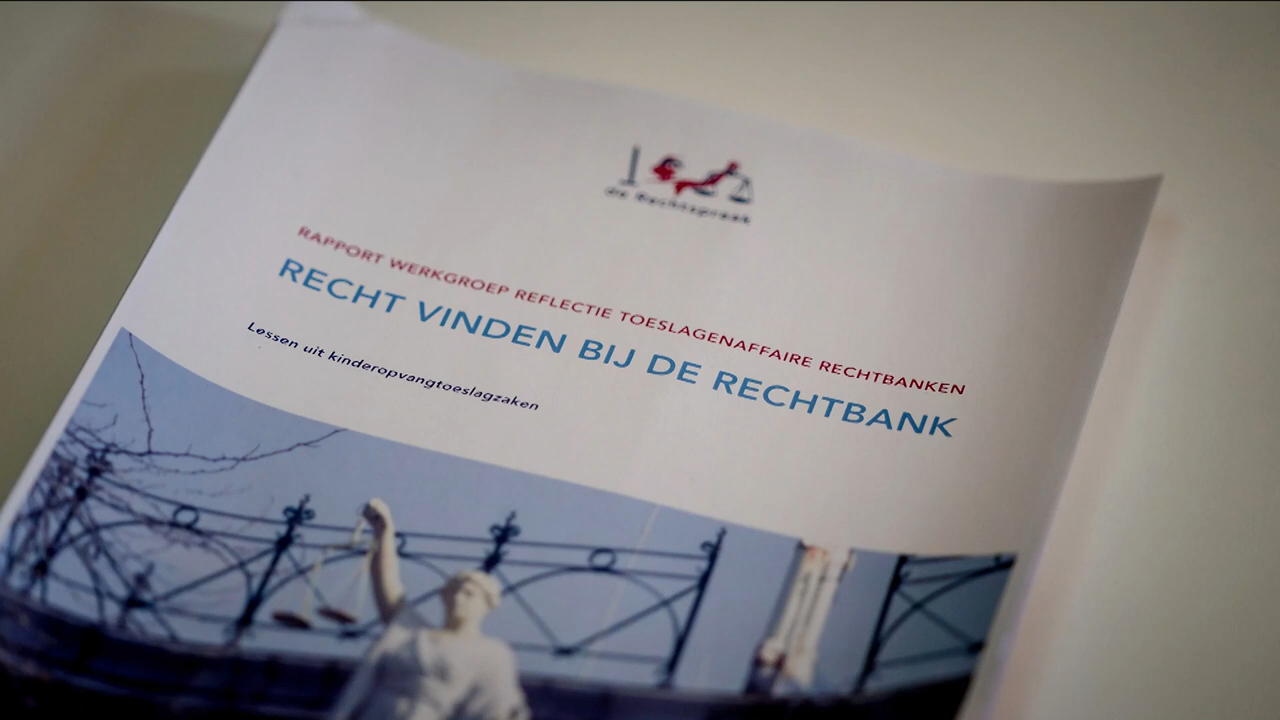 de Rechtspraak
RAPPORT WERKGROEP REFLECTIE TOESLAGENAFFAIRE RECHTBANKEN
RECHT VINDEN BIJ DE RECHTBANK
Lessen uit kinderopvangtoeslagzaken